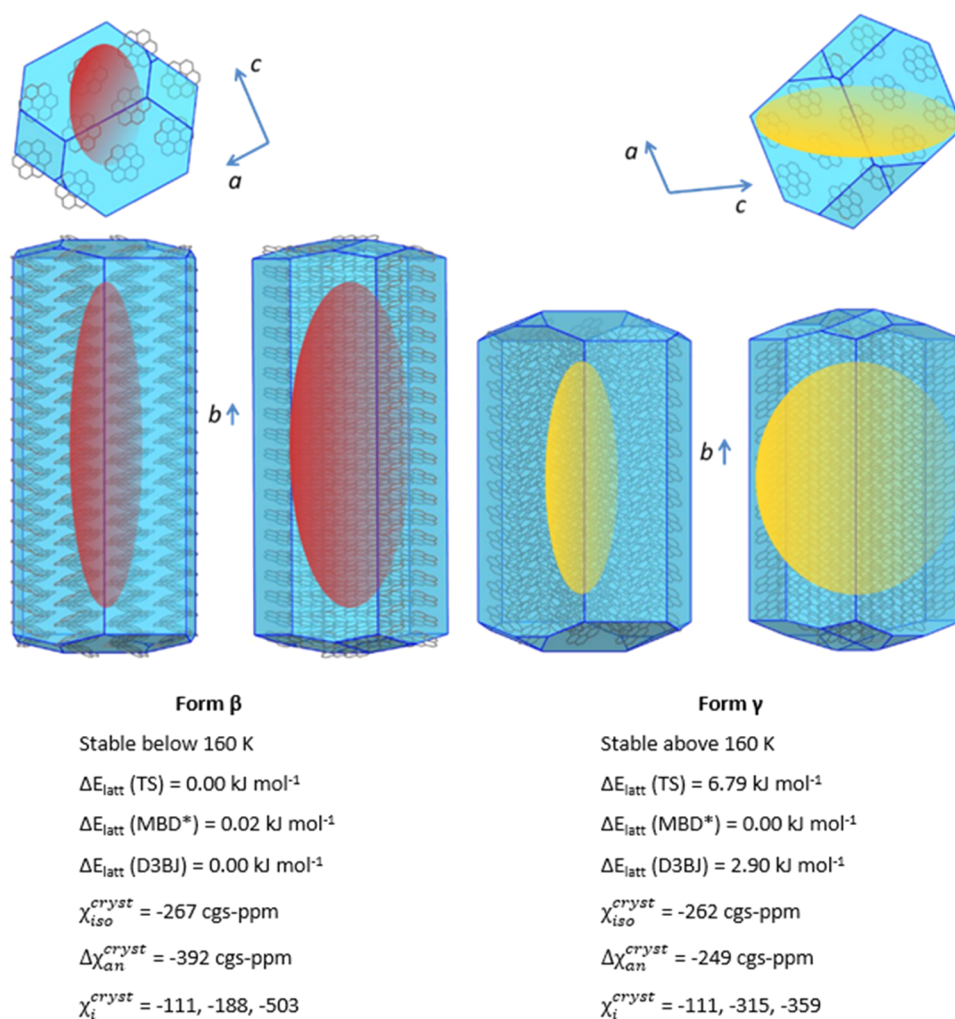 c
a
a
c
b
b
Form β
Stable below 160 K
ΔE_latt (TS) = 0.00 kJ mol⁻¹
ΔE_latt (MBD*) = 0.02 kJ mol⁻¹
ΔE_latt (D3BJ) = 0.00 kJ mol⁻¹
χ_iso^cryst = -267 cgs-ppm
Δχ_an^cryst = -392 cgs-ppm
χ_i^cryst = -111, -188, -503
Form γ
Stable above 160 K
ΔE_latt (TS) = 6.79 kJ mol⁻¹
ΔE_latt (MBD*) = 0.00 kJ mol⁻¹
ΔE_latt (D3BJ) = 2.90 kJ mol⁻¹
χ_iso^cryst = -262 cgs-ppm
Δχ_an^cryst = -249 cgs-ppm
χ_i^cryst = -111, -315, -359